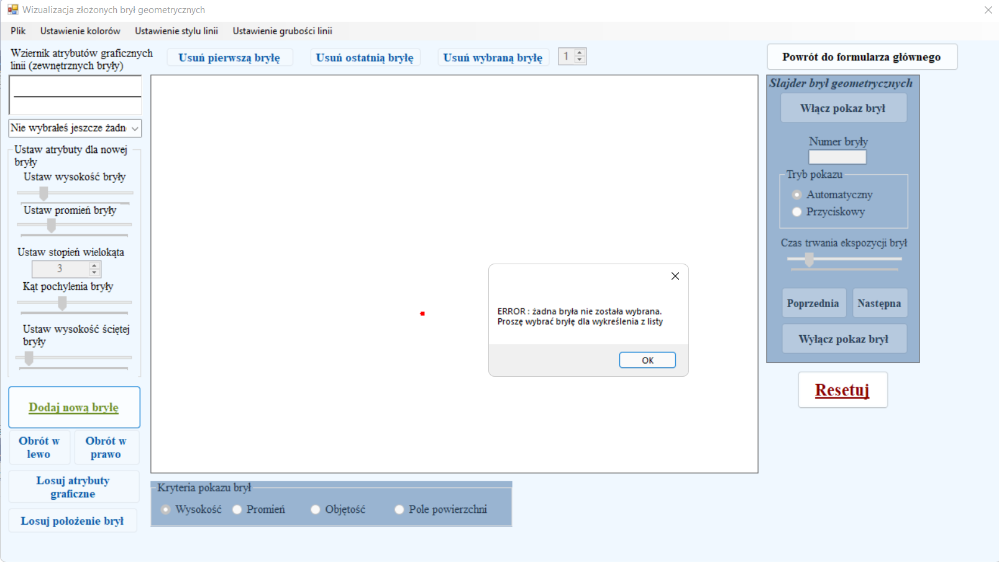 Wizualizacja złożonych brył geometrycznych
Plik Ustawienie kolorów Ustawienie stylu linii Ustawienie grubości linii
Wziernik atrybutów graficznych
linii (zewnętrznych bryły)
Usuń pierwszą bryłę
Usuń ostatnią bryłę
Usuń wybraną bryłę
1
Powrót do formularza głównego
Nie wybrałeś jeszcze żadn
Ustaw atrybuty dla nowej
bryły
Ustaw wysokość bryły
Ustaw promień bryły
Ustaw stopień wielokąta
3
Kąt pochylenia bryły
Ustaw wysokość ściętej
bryły
Dodaj nową bryłę
Obrót w
lewo
Obrót w
prawo
Losuj atrybuty
graficzne
Losuj położenie brył
ERROR : żadna bryła nie została wybrana.
Proszę wybrać bryłę dla wykreślenia z listy
OK
Kryteria pokazu brył
Wysokość Promień Objętość Pole powierzchni
Slajder brył geometrycznych
Włącz pokaz brył
Numer bryły
Tryb pokazu
Automatyczny
Przyciskowy
Czas trwania ekspozycji brył
Poprzednia Następna
Wyłącz pokaz brył
Resetuj